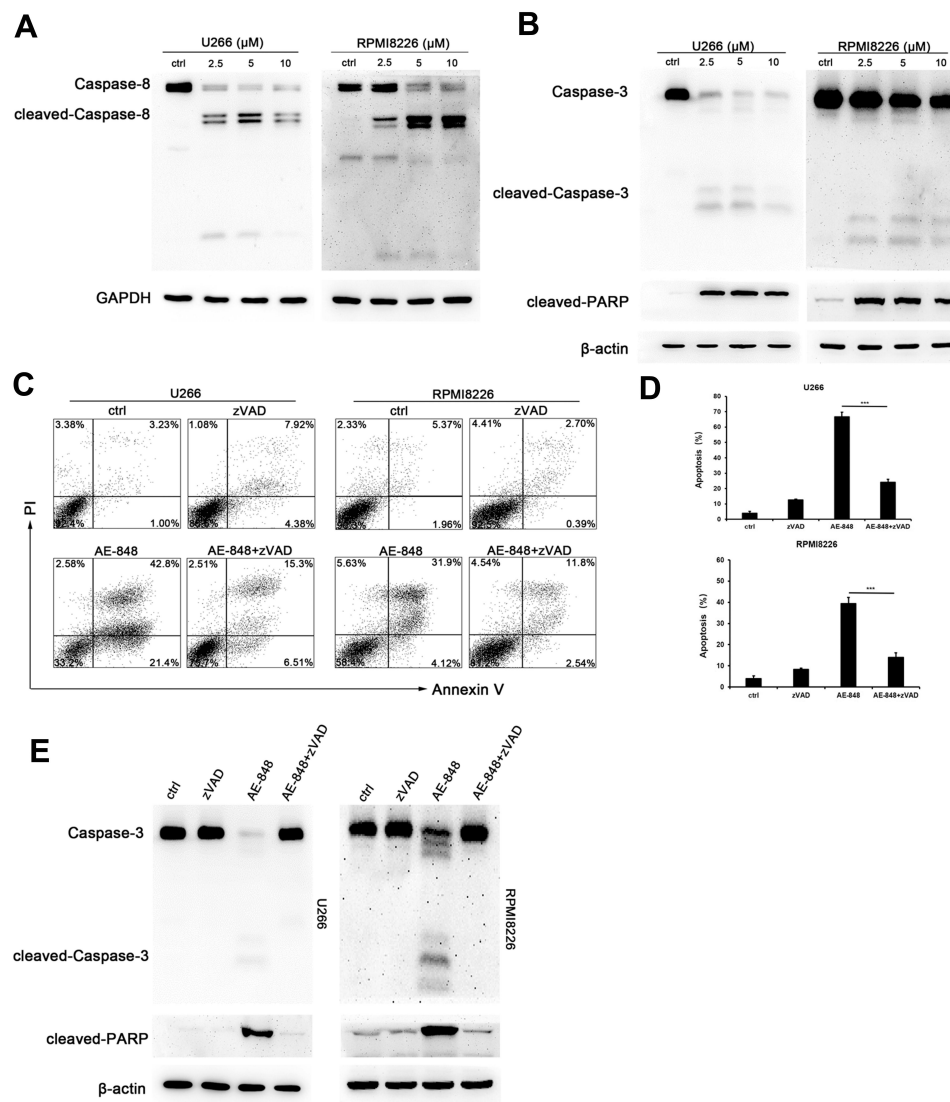 A
U266 (μM)
RPMI8226 (μM)
ctrl 2.5 5 10
ctrl 2.5 5 10
Caspase-8
cleaved-Caspase-8
GAPDH
B
U266 (μM)
RPMI8226 (μM)
ctrl 2.5 5 10
ctrl 2.5 5 10
Caspase-3
cleaved-Caspase-3
cleaved-PARP
β-actin
C
U266
RPMI8226
ctrl
zVAD
ctrl
zVAD
3.38% 3.23%
1.00%
1.08% 7.92%
4.38%
2.33% 5.37%
1.96%
4.41% 2.70%
0.39%
PI
AE-848
AE-848+zVAD
AE-848
AE-848+zVAD
2.58% 42.8%
33.2% 21.4%
2.51% 15.3%
75.7% 6.51%
5.63% 31.9%
58.4% 4.12%
4.54% 11.8%
81.2% 2.54%
Annexin V
D
U266
Apoptosis (%)
80
70
60
50
40
30
20
10
0
***
ctrl zVAD AE-848 AE-848+zVAD
RPMI8226
Apoptosis (%)
60
50
40
30
20
10
0
***
ctrl zVAD AE-848 AE-848+zVAD
E
ctrl zVAD AE-848 AE-848+zVAD
ctrl zVAD AE-848 AE-848+zVAD
Caspase-3
cleaved-Caspase-3
U266
RPMI8226
cleaved-PARP
β-actin